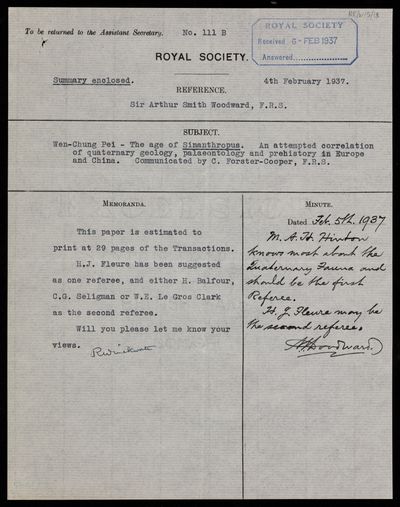 To be returned to the Assistant Secretary.
No. 111 B
ROYAL SOCIETY
Received 6 - FEB 1937
Answered
ROYAL SOCIETY.
Summary enclosed.
4th February 1937.
REFERENCE.
Sir Arthur Smith Woodward, F.R.S.
SUBJECT.
Wen-Chung Pei - The age of Sinanthropus. An attempted correlation
of quaternary geology, palaeontology and prehistory in Europe
and China. Communicated by C. Forster-Cooper, F.R.S.
MEMORANDA.
This paper is estimated to
print at 29 pages of the Transactions.
H.J. Fleure has been suggested
as one referee, and either H. Balfour,
C.G. Seligman or W.E. Le Gros Clark
as the second referee.
Will you please let me know your
views.
MINUTE.
Dated Feb. 5th. 1937
M. A. H. Hinton
knows most about the
Quaternary Fauna and
should be the first
Referee.
H. J. Fleure may be
the second referee.
A S Woodward